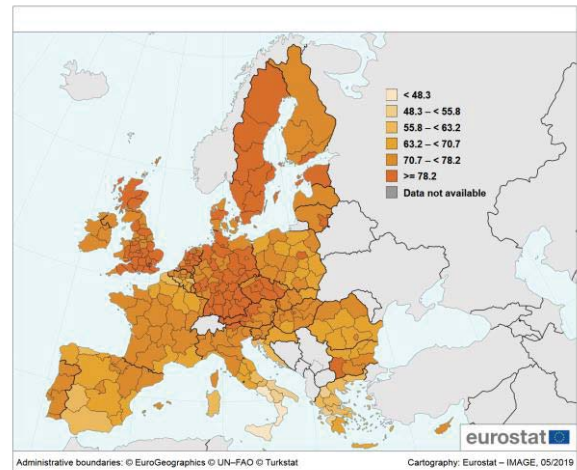 < 48.3
48.3 – < 55.8
55.8 – < 63.2
63.2 – < 70.7
70.7 – < 78.2
>= 78.2
Data not available
eurostat
Administrative boundaries: © EuroGeographics © UN–FAO © Turkstat
Cartography: Eurostat – IMAGE, 05/2019